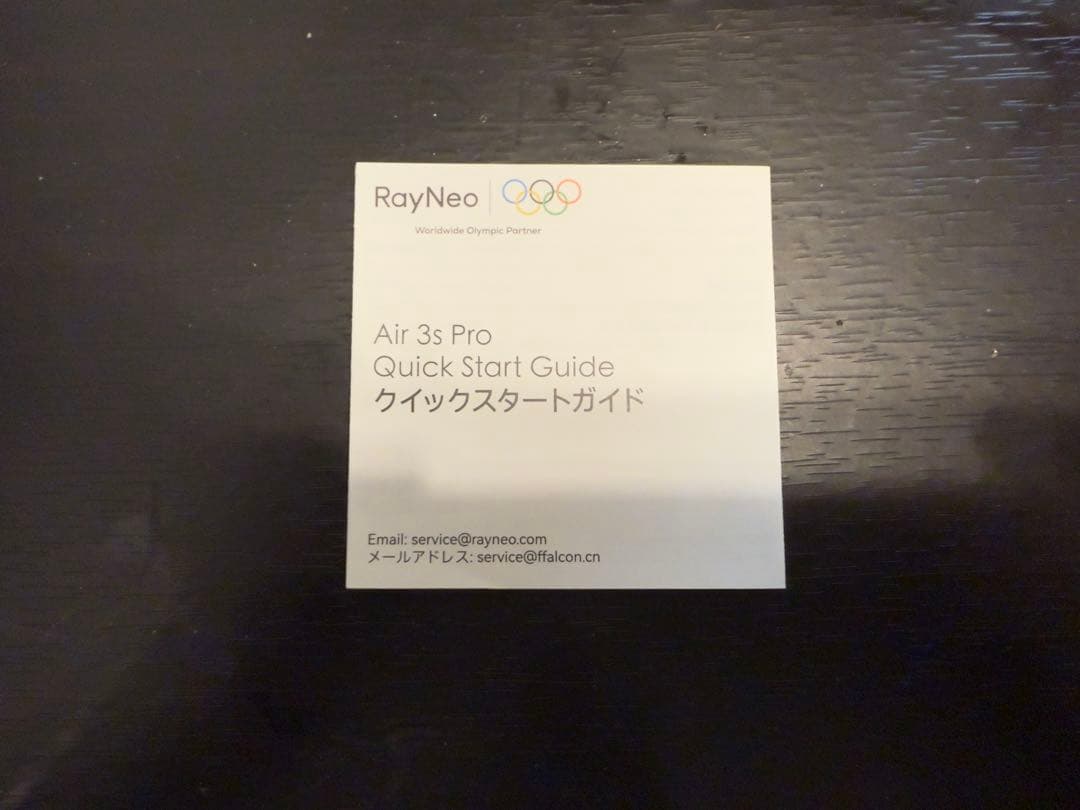 RayNeo
Worldwide Olympic Partner
Air 3s Pro
Quick Start Guide
クイックスタートガイド
Email: service@rayneo.com
メールアドレス: service@ffalcon.cn